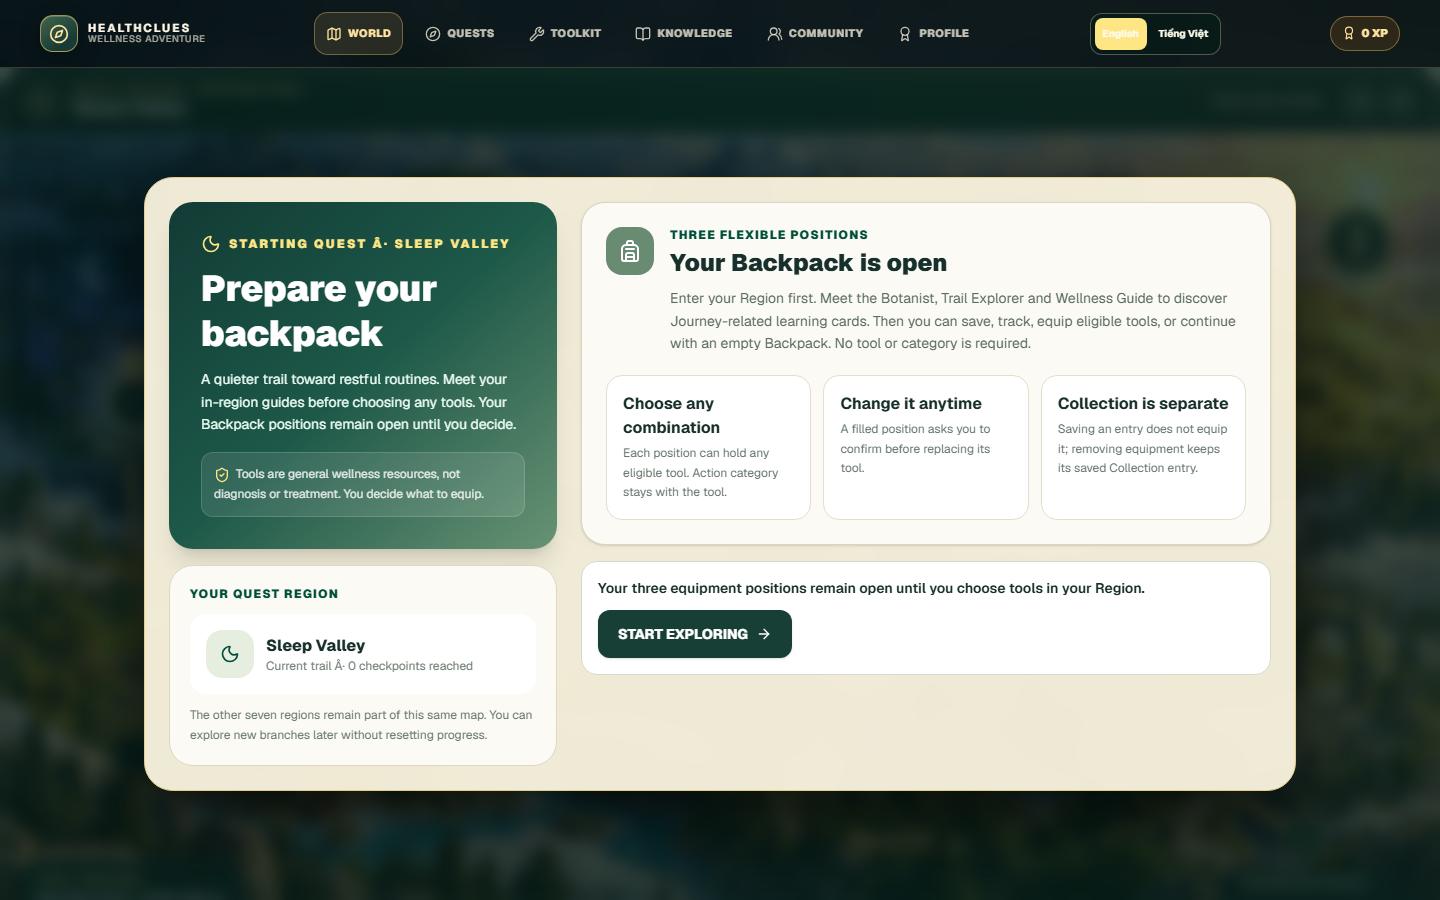 HEALTHCLUES
WELLNESS ADVENTURE
WORLD
QUESTS
TOOLKIT
KNOWLEDGE
COMMUNITY
PROFILE
English
Tiếng Việt
0 XP
STARTING QUEST Â· SLEEP VALLEY
Prepare your
backpack
A quieter trail toward restful routines. Meet your
in-region guides before choosing any tools. Your
Backpack positions remain open until you decide.
Tools are general wellness resources, not
diagnosis or treatment. You decide what to equip.
YOUR QUEST REGION
Sleep Valley
Current trail Â· 0 checkpoints reached
The other seven regions remain part of this same map. You can
explore new branches later without resetting progress.
THREE FLEXIBLE POSITIONS
Your Backpack is open
Enter your Region first. Meet the Botanist, Trail Explorer and Wellness Guide to discover
Journey-related learning cards. Then you can save, track, equip eligible tools, or continue
with an empty Backpack. No tool or category is required.
Choose any
combination
Each position can hold any
eligible tool. Action category
stays with the tool.
Change it anytime
A filled position asks you to
confirm before replacing its
tool.
Collection is separate
Saving an entry does not equip
it; removing equipment keeps
its saved Collection entry.
Your three equipment positions remain open until you choose tools in your Region.
START EXPLORING